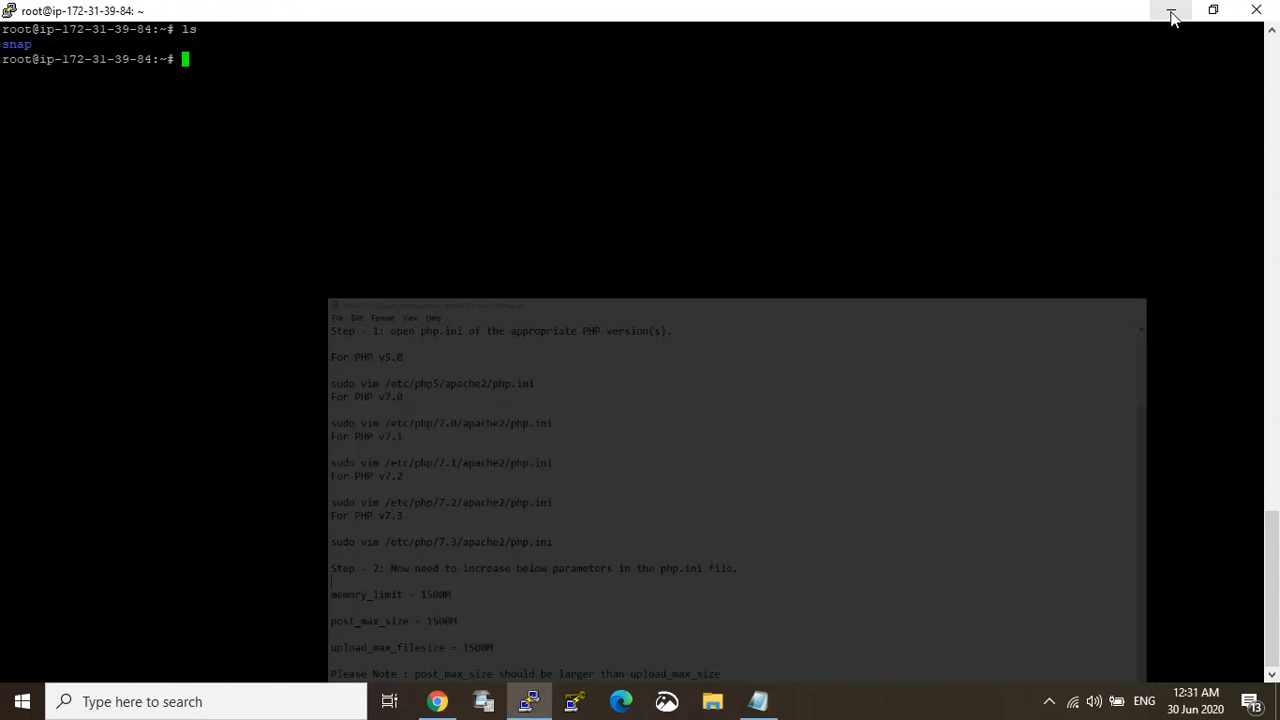 root@ip-172-31-39-84: ~
root@ip-172-31-39-84:~# ls
snap
root@ip-172-31-39-84:~#
File Edit Format View Help
Step - 1: open php.ini of the appropriate PHP version(s).
For PHP v5.0
sudo vim /etc/php5/apache2/php.ini
For PHP v7.0
sudo vim /etc/php/7.0/apache2/php.ini
For PHP v7.1
sudo vim /etc/php/7.1/apache2/php.ini
For PHP v7.2
sudo vim /etc/php/7.2/apache2/php.ini
For PHP v7.3
sudo vim /etc/php/7.3/apache2/php.ini
Step - 2: Now need to increase below parameters in the php.ini file.
memory_limit = 1500M
post_max_size = 1500M
upload_max_filesize = 1500M
Please Note : post_max_size should be larger than upload_max_size
Type here to search
ENG
12:31 AM
30 Jun 2020
13